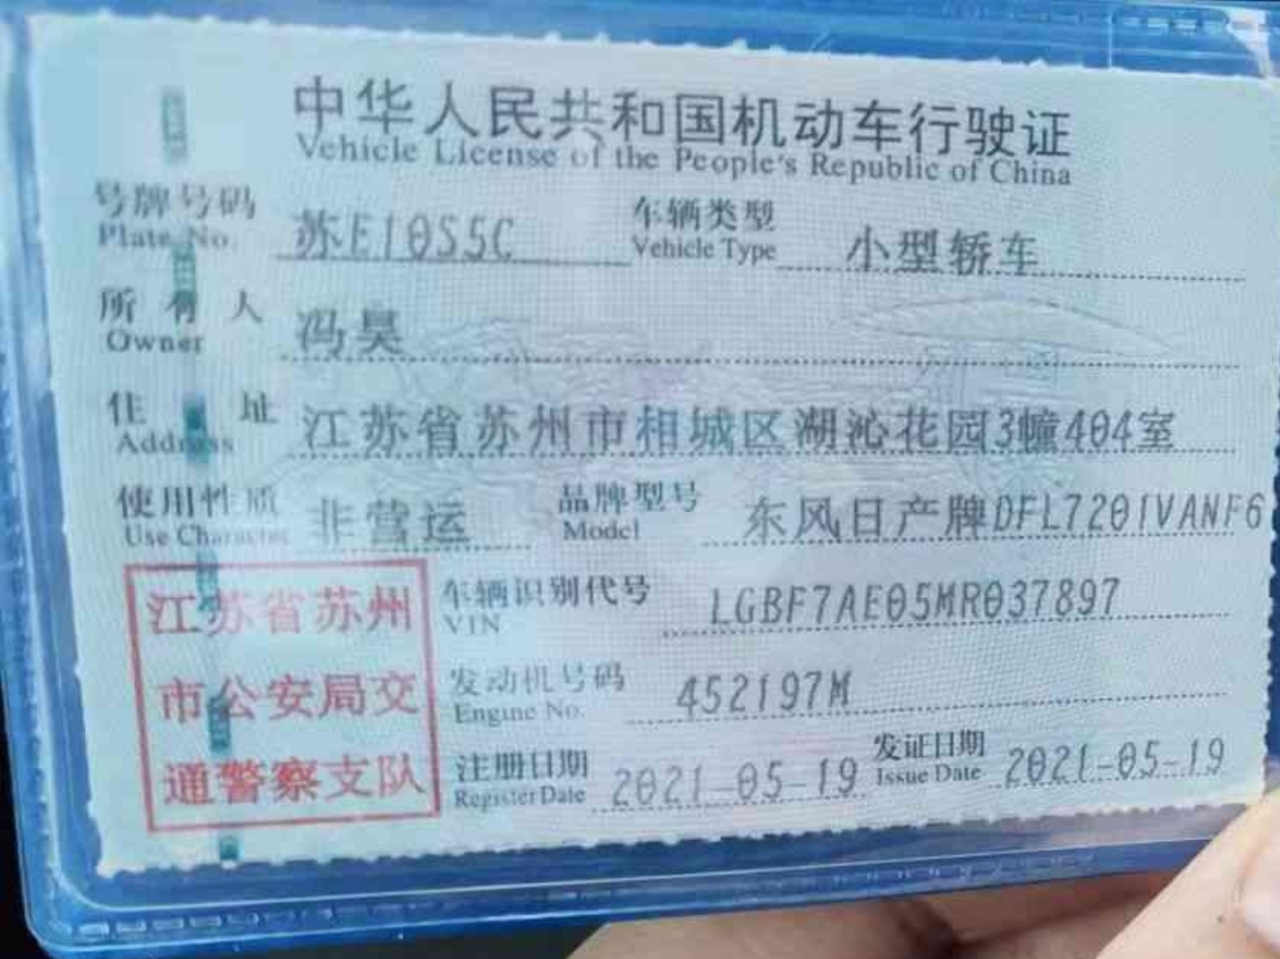 中华人民共和国机动车行驶证
Vehicle License of the People's Republic of China
号牌号码 苏E10S5C 车辆类型 小型轿车
Plate No. Vehicle Type
所有人 冯昊
Owner
住址 江苏省苏州市相城区湖沁花园3幢404室
Address
使用性质 非营运 品牌型号 东风日产牌DFL7201VANF6
Use Character Model
江苏省苏州
市公安局交
通警察支队
车辆识别代号 LGBF7AE05MR037897
VIN
发动机号码 452197M
Engine No.
注册日期 2021-05-19 发证日期 2021-05-19
Register Date Issue Date